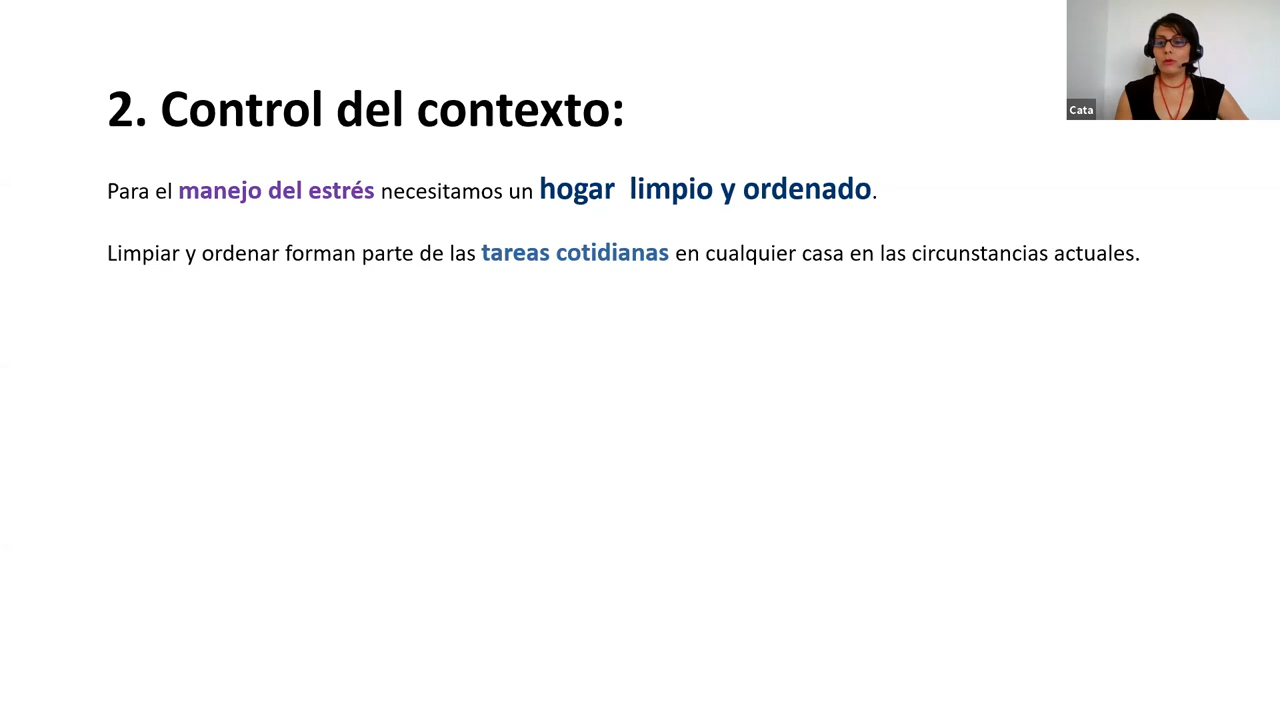 Cata
2. Control del contexto:
Para el manejo del estrés necesitamos un hogar limpio y ordenado.
Limpiar y ordenar forman parte de las tareas cotidianas en cualquier casa en las circunstancias actuales.